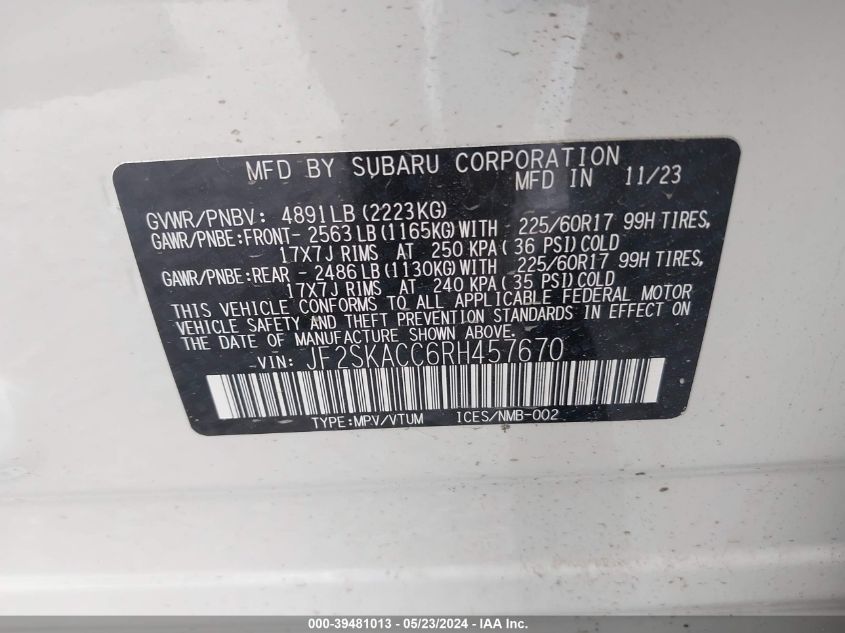 MFD BY SUBARU CORPORATION
MFD IN 11/23
GVWR/PNBV: 4891LB(2223KG)
GAWR/PNBE:FRONT- 2563LB(1165KG)WITH 225/60R17 99H TIRES,
17X7J RIMS AT 250 KPA( 36 PSI)COLD
GAWR/PNBE:REAR - 2486LB(1130KG)WITH 225/60R17 99H TIRES,
17X7J RIMS AT 240 KPA( 35 PSI)COLD
THIS VEHICLE CONFORMS TO ALL APPLICABLE FEDERAL MOTOR
VEHICLE SAFETY AND THEFT PREVENTION STANDARDS IN EFFECT ON
THE DATE OF MANUFACTURE SHOWN ABOVE.
VIN: JF2SKACC6RH457670
TYPE:MPV/VTUM ICES/NMB-002
000-39481013 - 05/23/2024 - IAA Inc.